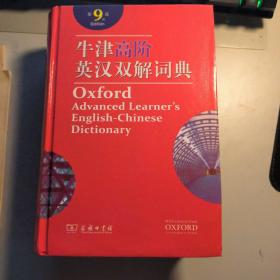 第9版
牛津高阶
英汉双解词典
Oxford
Advanced Learner's
English-Chinese
Dictionary
商务印书馆
OXFORD